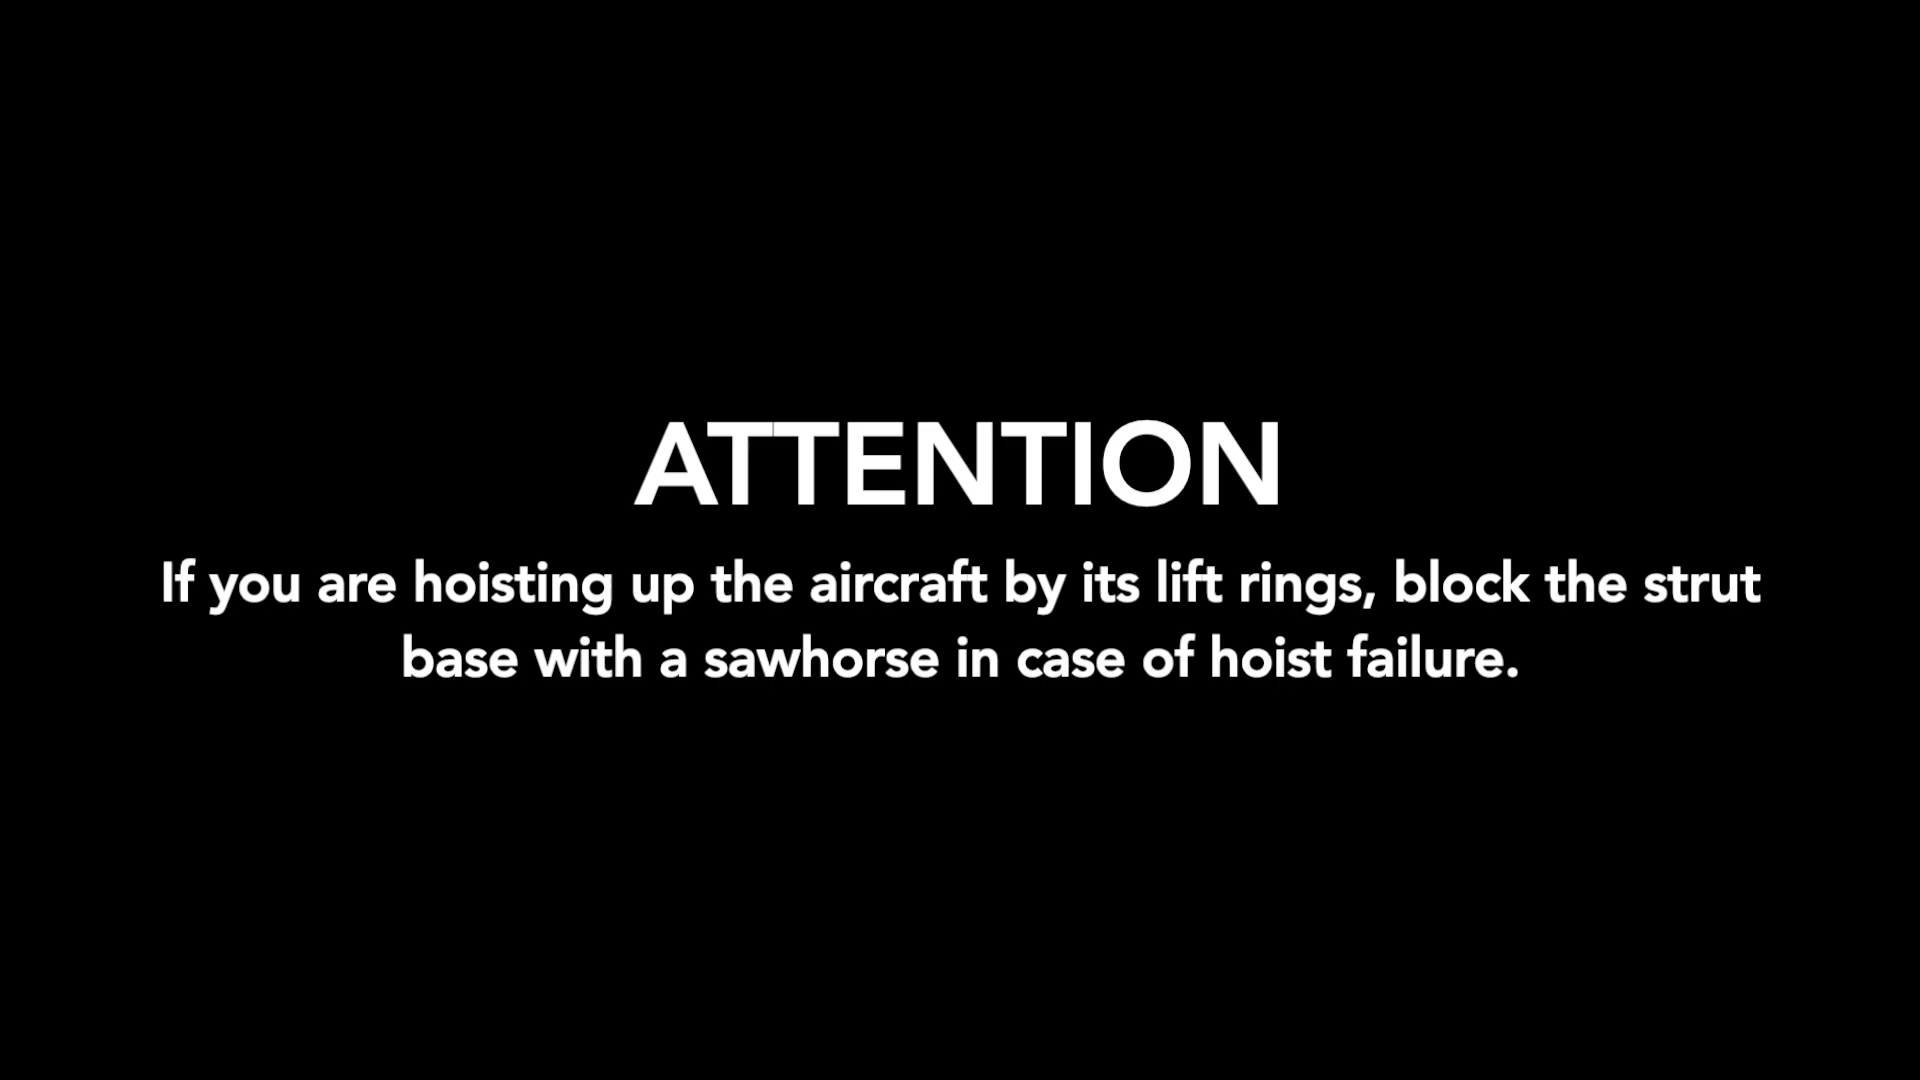 ATTENTION
If you are hoisting up the aircraft by its lift rings, block the strut
base with a sawhorse in case of hoist failure.